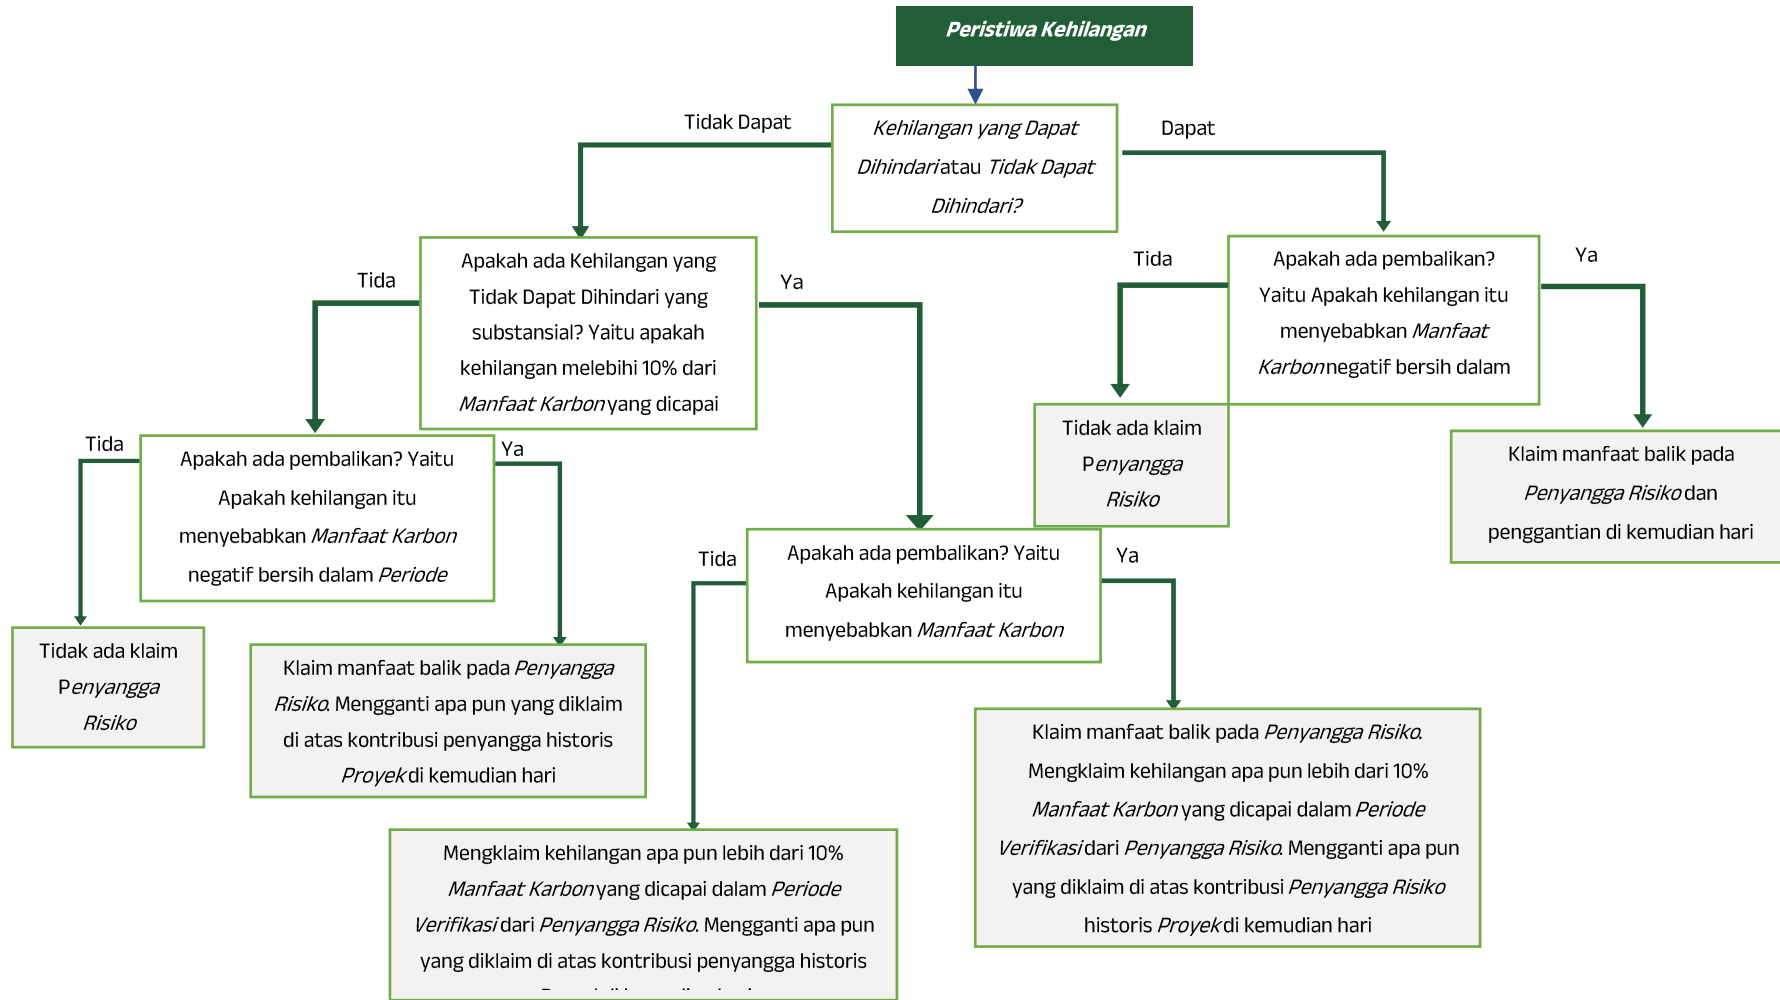 Peristiwa Kehilangan
Kehilangan yang Dapat
Dihindariatau Tidak Dapat
Dihindari?
Tidak Dapat
Dapat
Apakah ada Kehilangan yang
Tidak Dapat Dihindari yang
substansial? Yaitu apakah
kehilangan melebihi 10% dari
Manfaat Karbon yang dicapai
Tida
Ya
Apakah ada pembalikan?
Yaitu Apakah kehilangan itu
menyebabkan Manfaat
Karbon negatif bersih dalam
Tida
Ya
Tidak ada klaim
Penyangga
Risiko
Klaim manfaat balik pada
Penyangga Risiko dan
penggantian di kemudian hari
Apakah ada pembalikan? Yaitu
Apakah kehilangan itu
menyebabkan Manfaat Karbon
negatif bersih dalam Periode
Tida
Ya
Tidak ada klaim
Penyangga
Risiko
Klaim manfaat balik pada Penyangga
Risiko. Mengganti apa pun yang diklaim
di atas kontribusi penyangga historis
Proyek di kemudian hari
Apakah ada pembalikan? Yaitu
Apakah kehilangan itu
menyebabkan Manfaat Karbon
Tida
Ya
Mengklaim kehilangan apa pun lebih dari 10%
Manfaat Karbon yang dicapai dalam Periode
Verifikasi dari Penyangga Risiko. Mengganti apa pun
yang diklaim di atas kontribusi penyangga historis
Klaim manfaat balik pada Penyangga Risiko.
Mengklaim kehilangan apa pun lebih dari 10%
Manfaat Karbon yang dicapai dalam Periode
Verifikasi dari Penyangga Risiko. Mengganti apa pun
yang diklaim di atas kontribusi Penyangga Risiko
historis Proyek di kemudian hari